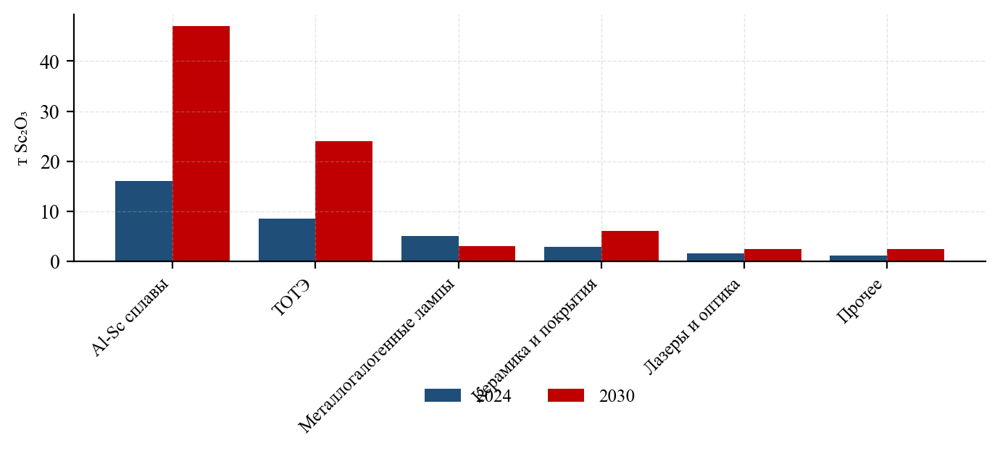 т Sc₂O₃
40
30
20
10
0
Al-Sc сплавы
ТОТЭ
Металлогалогенные лампы
Керамика и покрытия
Лазеры и оптика
Прочее
2024
2030